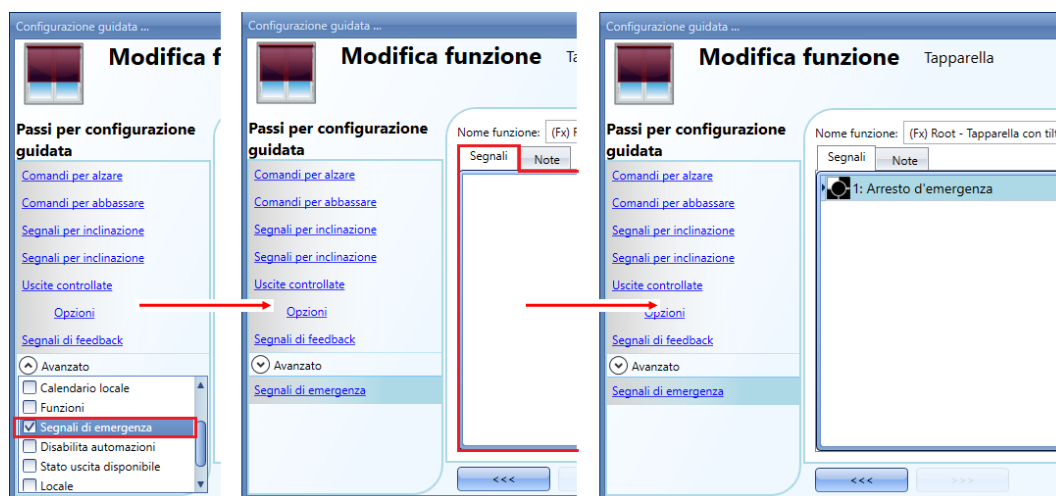 Configurazione guidata ...
Modifica f
Passi per configurazione
guidata
Comandi per alzare
Comandi per abbassare
Segnali per inclinazione
Segnali per inclinazione
Uscite controllate
Opzioni
Segnali di feedback
Avanzato
Calendario locale
Funzioni
Segnali di emergenza
Disabilita automazioni
Stato uscita disponibile
Locale
Configurazione guidata ...
Modifica funzione Ta
Passi per configurazione
guidata
Nome funzione: (Fx) F
Segnali Note
Comandi per alzare
Comandi per abbassare
Segnali per inclinazione
Segnali per inclinazione
Uscite controllate
Opzioni
Segnali di feedback
Avanzato
Segnali di emergenza
<<<
Configurazione guidata ...
Modifica funzione Tapparella
Passi per configurazione
guidata
Nome funzione: (Fx) Root - Tapparella con tilt
Segnali Note
1: Arresto d'emergenza
Comandi per alzare
Comandi per abbassare
Segnali per inclinazione
Segnali per inclinazione
Uscite controllate
Opzioni
Segnali di feedback
Avanzato
Segnali di emergenza
<<< >>>